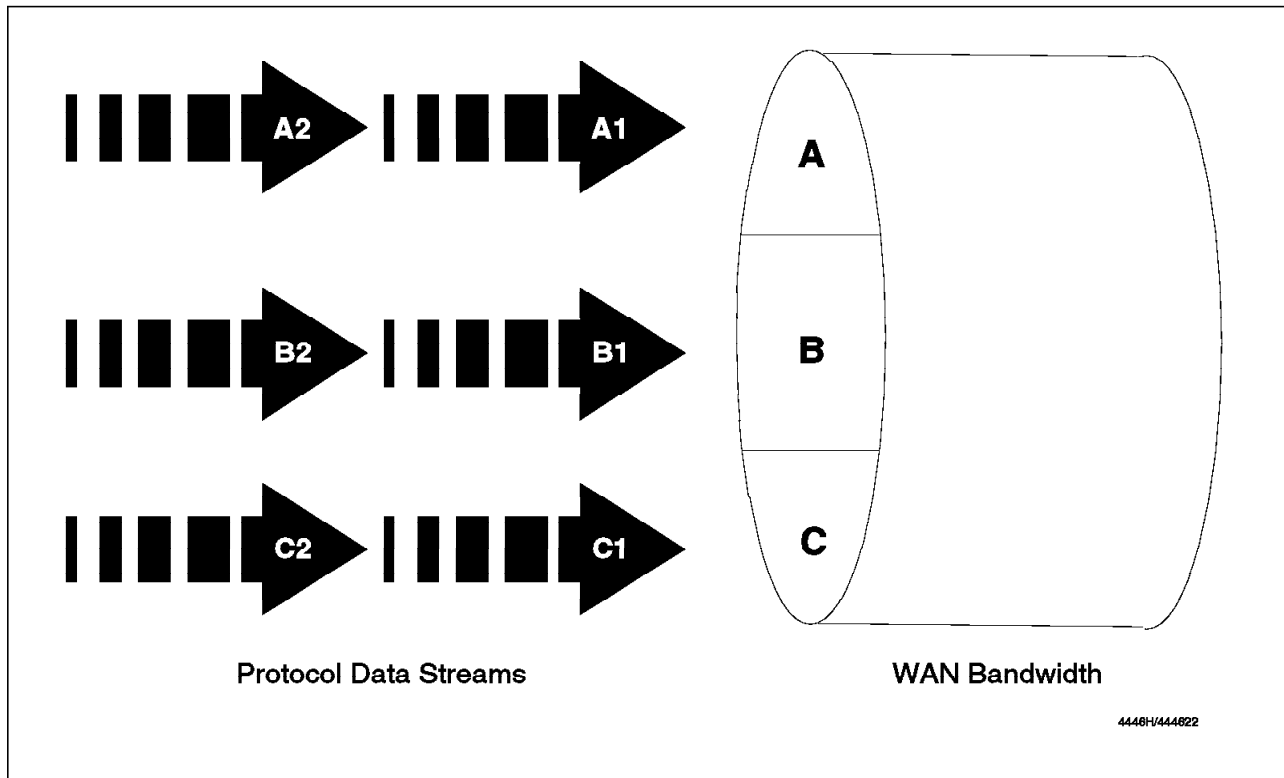 A2 A1 A
B2 B1 B
C2 C1 C
Protocol Data Streams WAN Bandwidth
4446H/444622